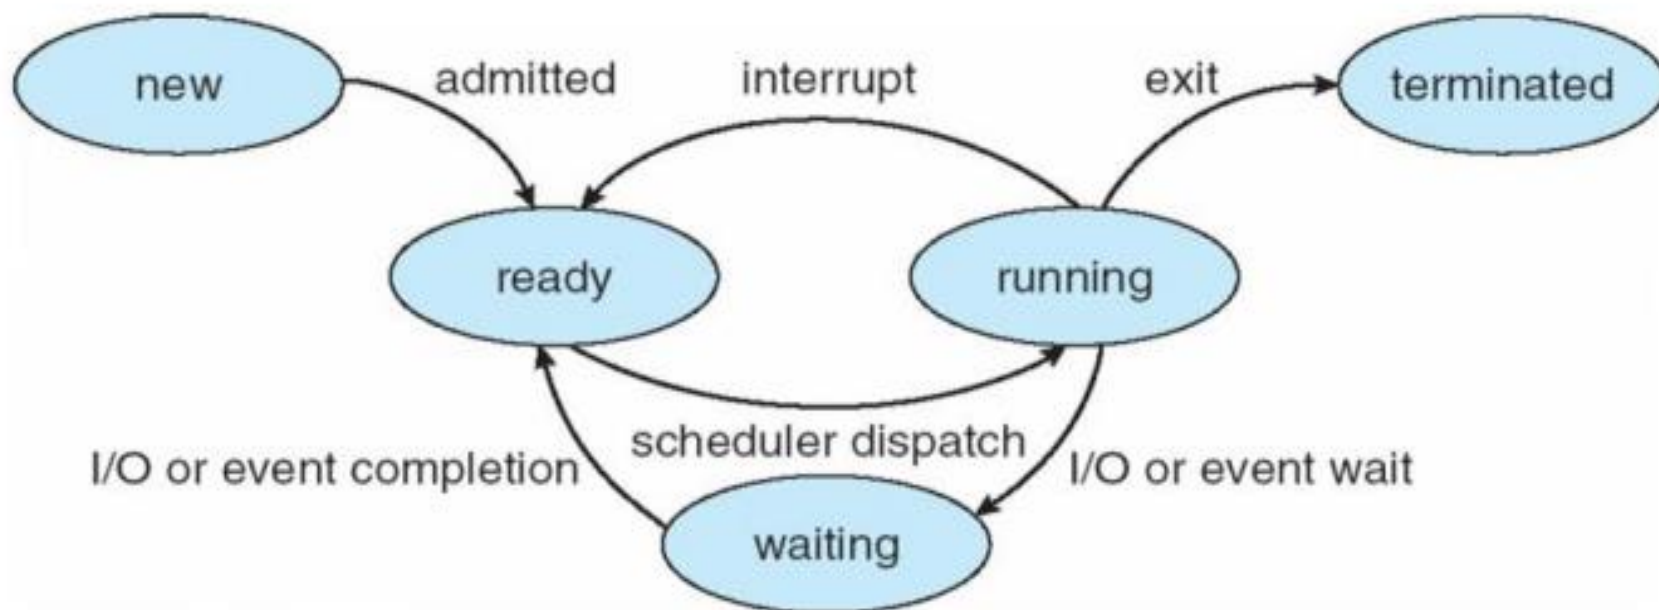 new
admitted
interrupt
exit
terminated
ready
running
scheduler dispatch
I/O or event completion
I/O or event wait
waiting